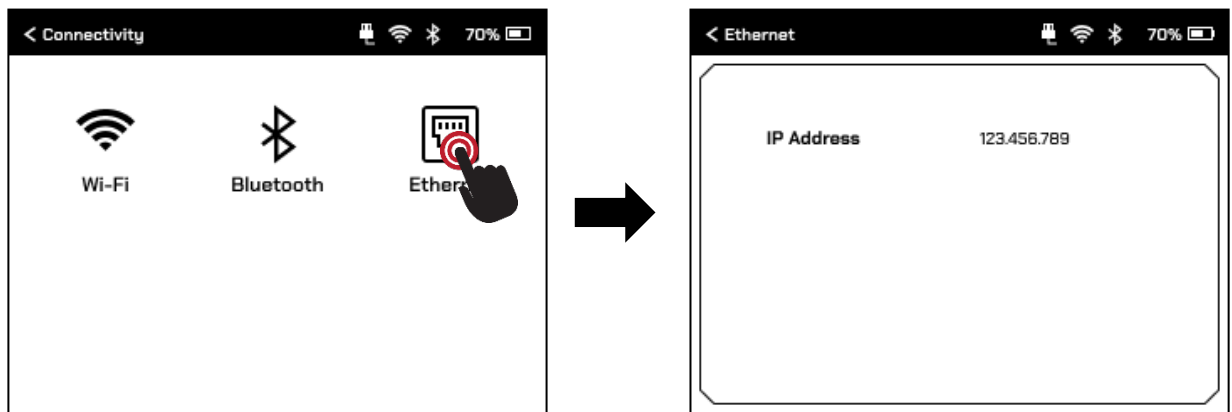 < Connectivity 70%
Wi-Fi Bluetooth
< Ethernet 70%
IP Address 123.456.789